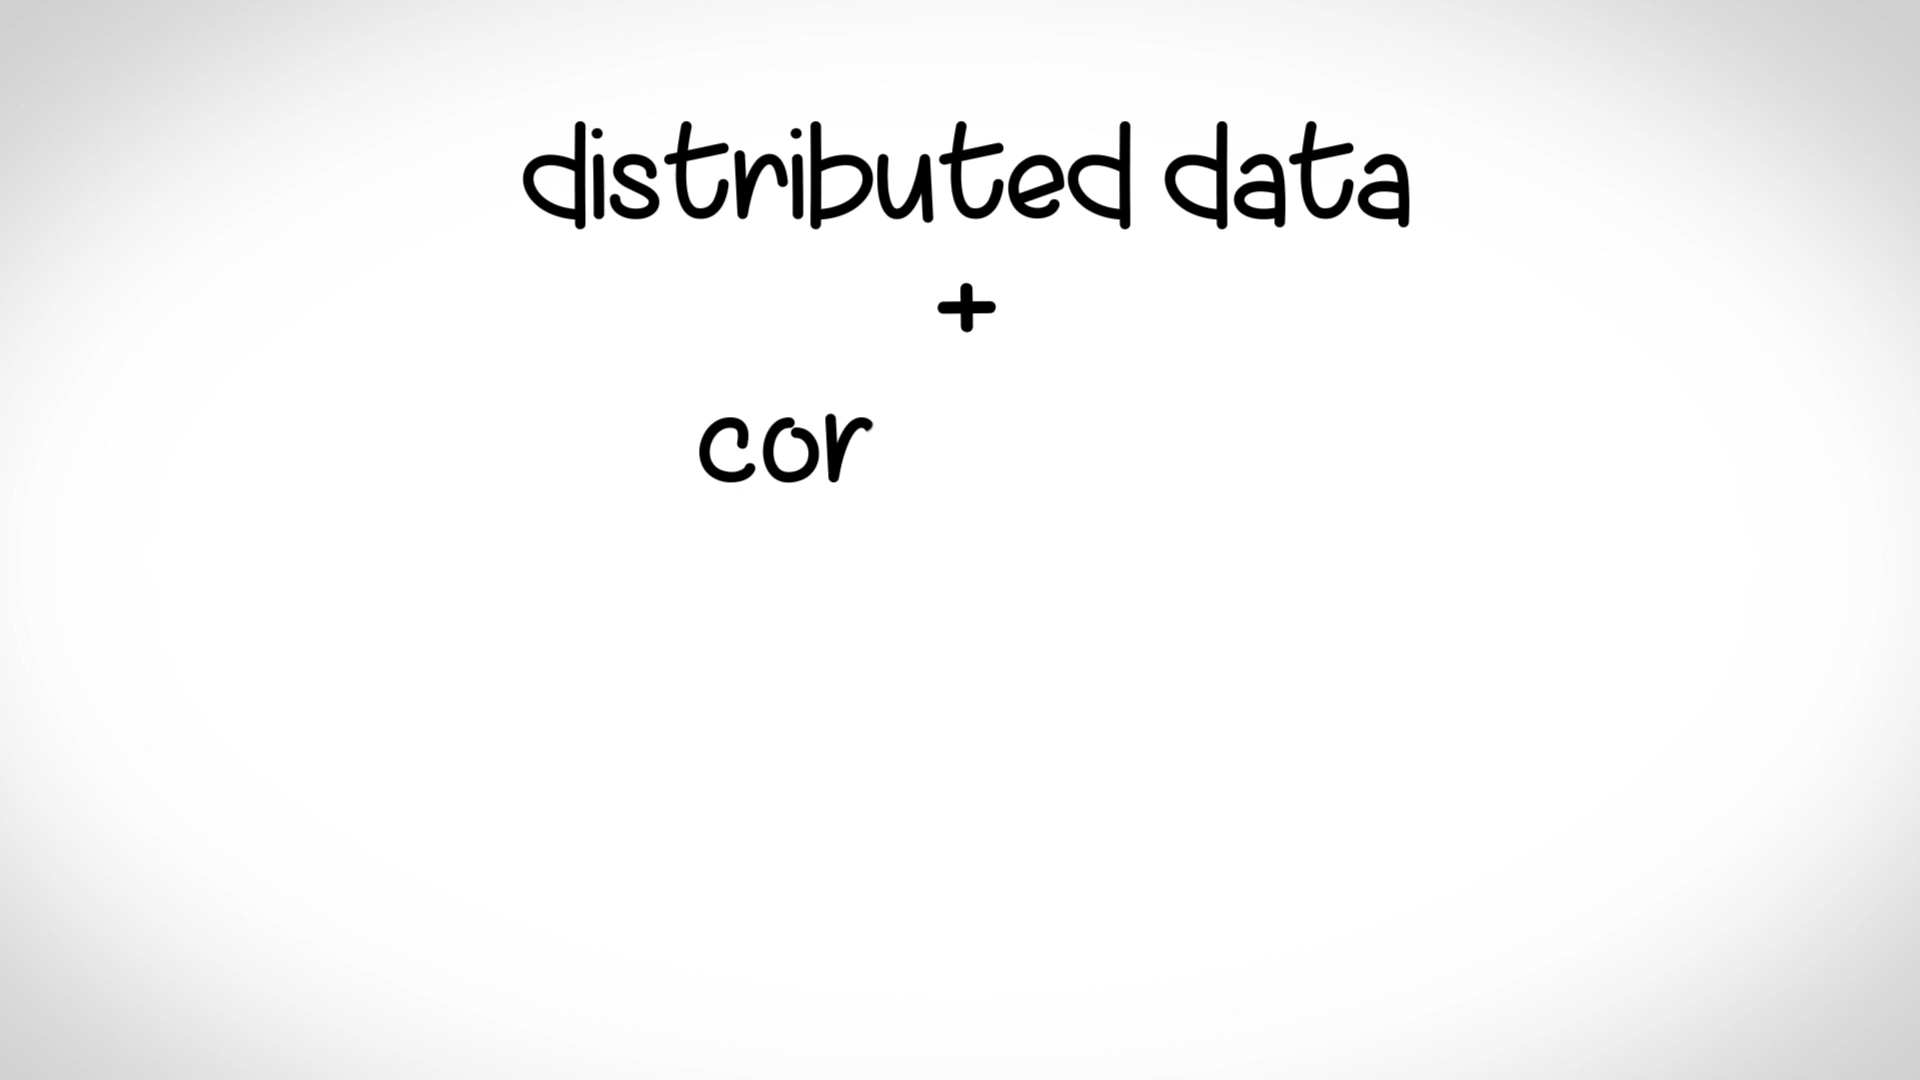 distributed data
+
cor